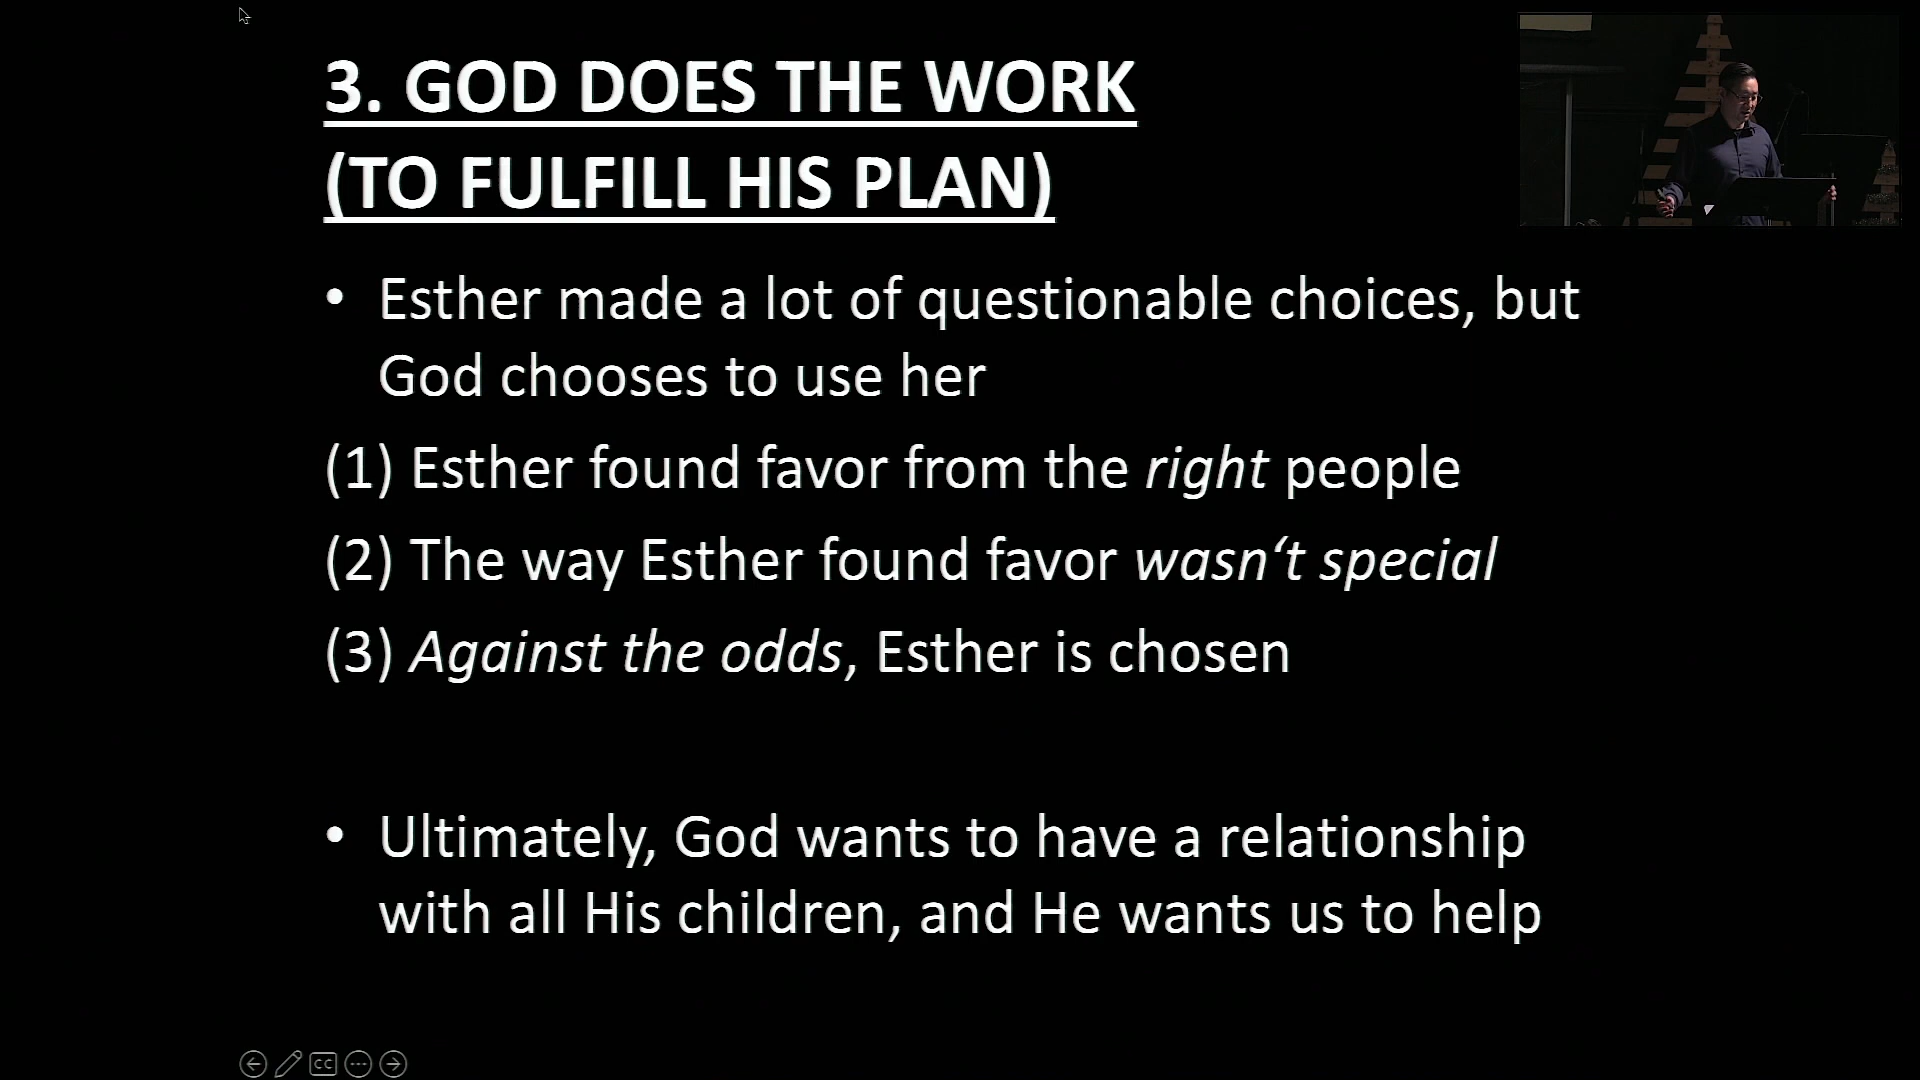 3. GOD DOES THE WORK
(TO FULFILL HIS PLAN)
• Esther made a lot of questionable choices, but
God chooses to use her
(1) Esther found favor from the right people
(2) The way Esther found favor wasn‘t special
(3) Against the odds, Esther is chosen
• Ultimately, God wants to have a relationship
with all His children, and He wants us to help
CC